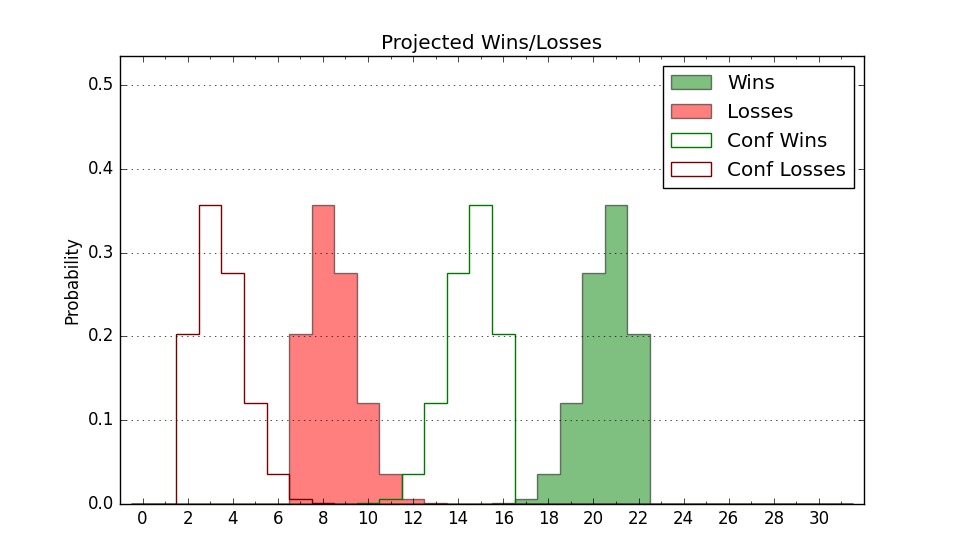 Projected Wins/Losses
Probability
0.5
0.4
0.3
0.2
0.1
0.0
0 2 4 6 8 10 12 14 16 18 20 22 24 26 28 30
Wins
Losses
Conf Wins
Conf Losses